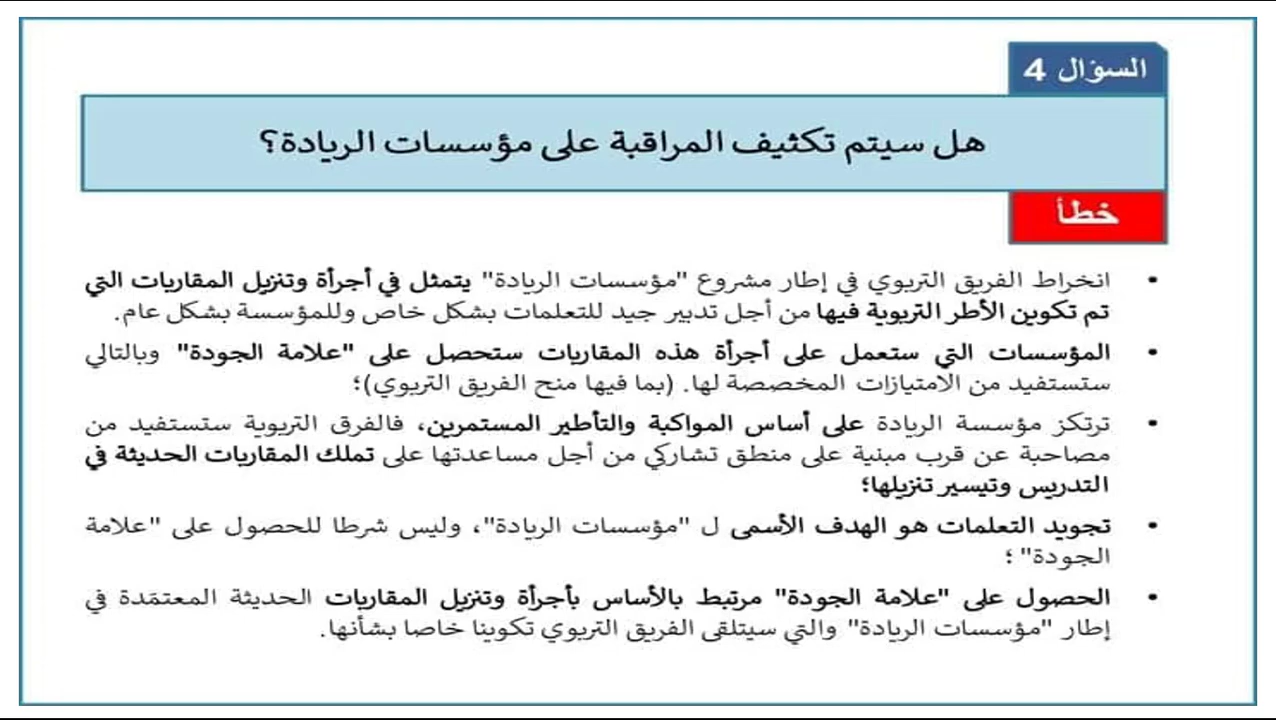 السؤال 4
هل سيتم تكثيف المراقبة على مؤسسات الريادة؟
خطأ
• انخراط الفريق التربوي في إطار مشروع "مؤسسات الريادة" يتمثل في أجرأة وتنزيل المقاربات التي
تم تكوين الأطر التربوية فيها من أجل تدبير جيد للتعلمات بشكل خاص وللمؤسسة بشكل عام.
• المؤسسات التي ستعمل على أجرأة هذه المقاربات ستحصل على "علامة الجودة" وبالتالي
ستستفيد من الامتيازات المخصصة لها. (بما فيها منح الفريق التربوي)؛
• ترتكز مؤسسة الريادة على أساس المواكبة والتأطير المستمرين، فالفرق التربوية ستستفيد من
مصاحبة عن قرب مبنية على منطق تشاركي من أجل مساعدتها على تملك المقاربات الحديثة في
التدريس وتيسير تنزيلها؛
• تجويد التعلمات هو الهدف الأسمى ل "مؤسسات الريادة"، وليس شرطا للحصول على "علامة
الجودة" ؛
• الحصول على "علامة الجودة" مرتبط بالأساس بأجرأة وتنزيل المقاربات الحديثة المعتمَدة في
إطار "مؤسسات الريادة" والتي سيتلقى الفريق التربوي تكوينا خاصا بشأنها.